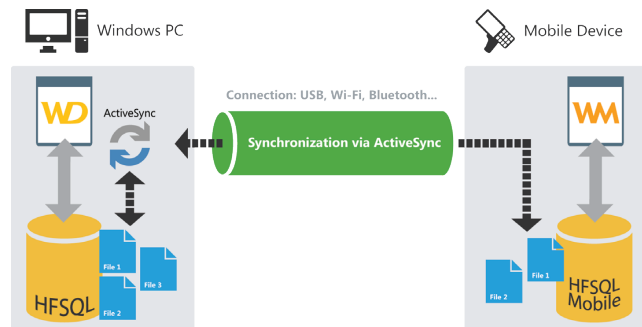 Windows PC
Mobile Device
Connection: USB, Wi-Fi, Bluetooth...
WD
ActiveSync
Synchronization via ActiveSync
WM
File 1
File 3
File 2
HFSQL
File 1
File 2
HFSQL
Mobile